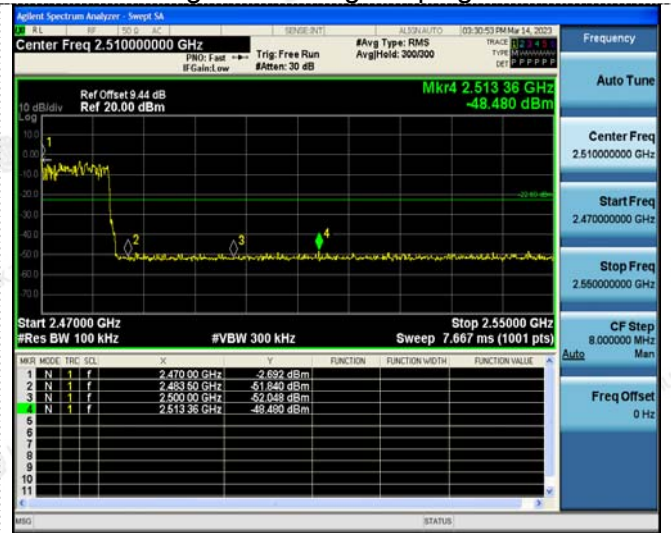 Agilent Spectrum Analyzer - Swept SA
RL RF 50 Ω AC SENSE:INT ALIGN AUTO 03:30:53 PM Mar 14, 2023
Center Freq 2.510000000 GHz
PNO: Fast
IFGain:Low
Trig: Free Run
#Atten: 30 dB
#Avg Type: RMS
Avg|Hold: 300/300
TRACE 1 2 3 4 5 6
TYPE
DET P P P P P P
Mkr4 2.513 36 GHz
-48.480 dBm
Ref Offset 9.44 dB
10 dB/div Ref 20.00 dBm
Log
10.0
0.00
-10.0
-20.0
-30.0
-40.0
-50.0
-60.0
-70.0
1
2
3
4
Start 2.47000 GHz Stop 2.55000 GHz
#Res BW 100 kHz #VBW 300 kHz Sweep 7.667 ms (1001 pts)
MKR MODE TRC SCL X Y FUNCTION FUNCTION WIDTH FUNCTION VALUE
1 N 1 f 2.470 00 GHz -2.692 dBm
2 N 1 f 2.483 50 GHz -51.840 dBm
3 N 1 f 2.500 00 GHz -52.048 dBm
4 N 1 f 2.513 36 GHz -48.480 dBm
5
6
7
8
9
10
11
MSG STATUS
Frequency
Auto Tune
Center Freq
2.510000000 GHz
Start Freq
2.470000000 GHz
Stop Freq
2.550000000 GHz
CF Step
8.000000 MHz
Auto Man
Freq Offset
0 Hz